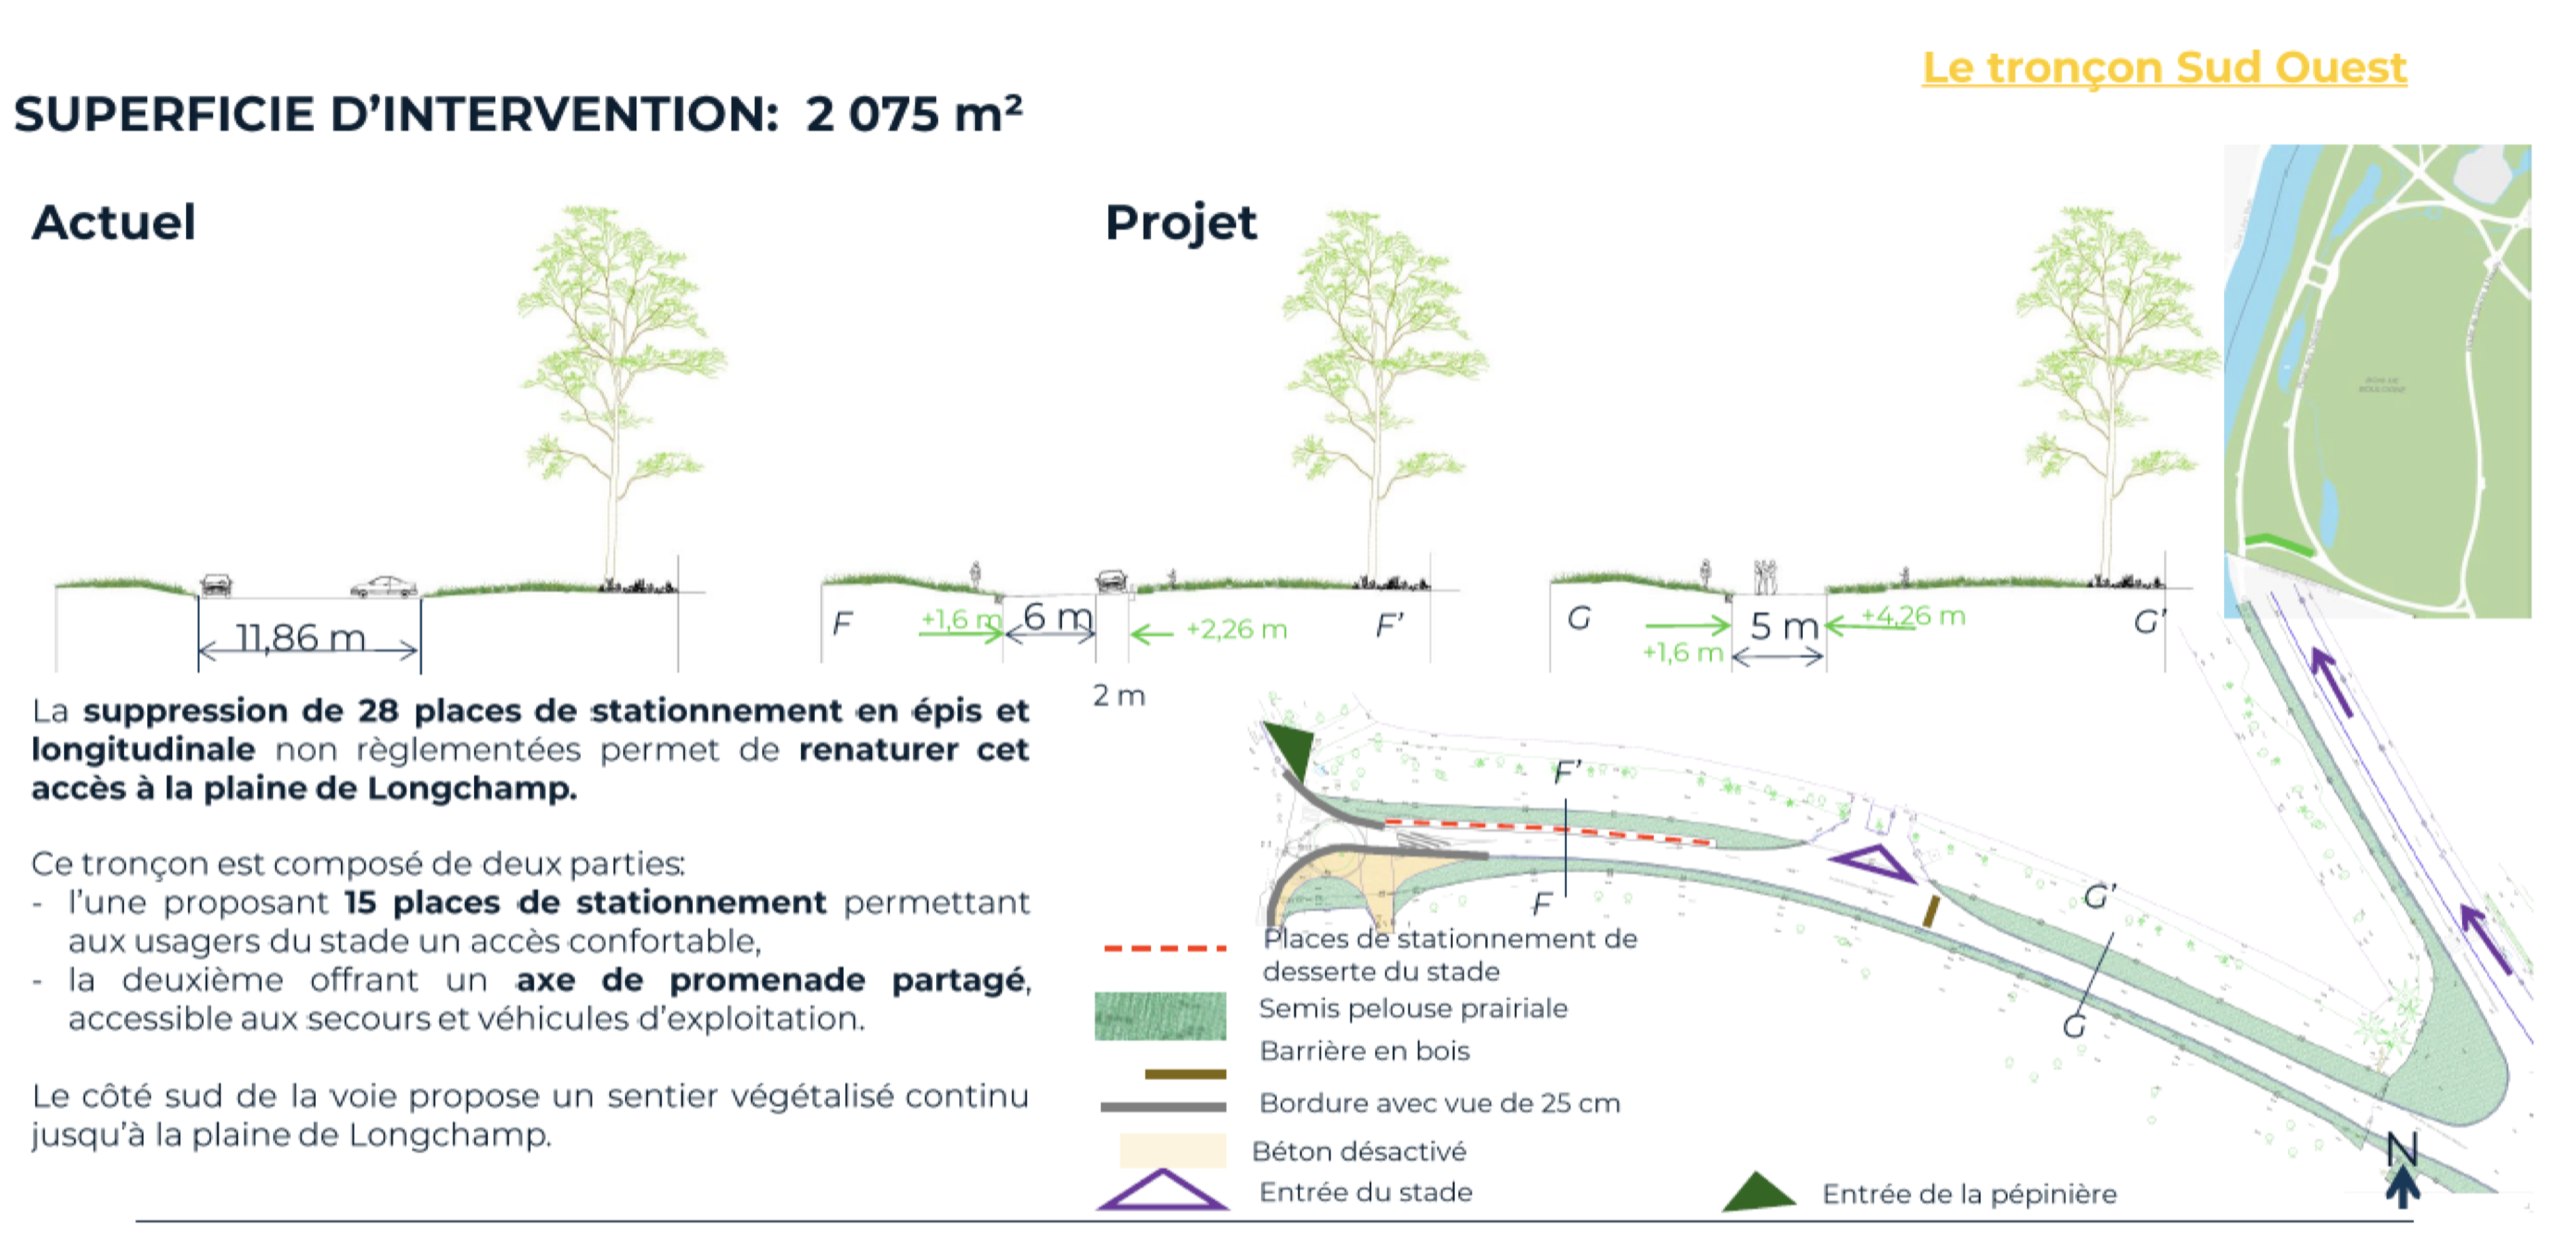 Le tronçon Sud Ouest
SUPERFICIE D’INTERVENTION: 2 075 m²
Actuel
Projet
BOIS DE
BOULOGNE
11,86 m
F
+1,6 m
6 m
+2,26 m
F’
G
+1,6 m
5 m
+4,26 m
G’
2 m
La suppression de 28 places de stationnement en épis et
longitudinale non règlementées permet de renaturer cet
accès à la plaine de Longchamp.
Ce tronçon est composé de deux parties:
- l’une proposant 15 places de stationnement permettant
aux usagers du stade un accès confortable,
- la deuxième offrant un axe de promenade partagé,
accessible aux secours et véhicules d’exploitation.
Le côté sud de la voie propose un sentier végétalisé continu
jusqu’à la plaine de Longchamp.
F’
F
G’
G
Places de stationnement de
desserte du stade
Semis pelouse prairiale
Barrière en bois
Bordure avec vue de 25 cm
Béton désactivé
Entrée du stade
Entrée de la pépinière
N